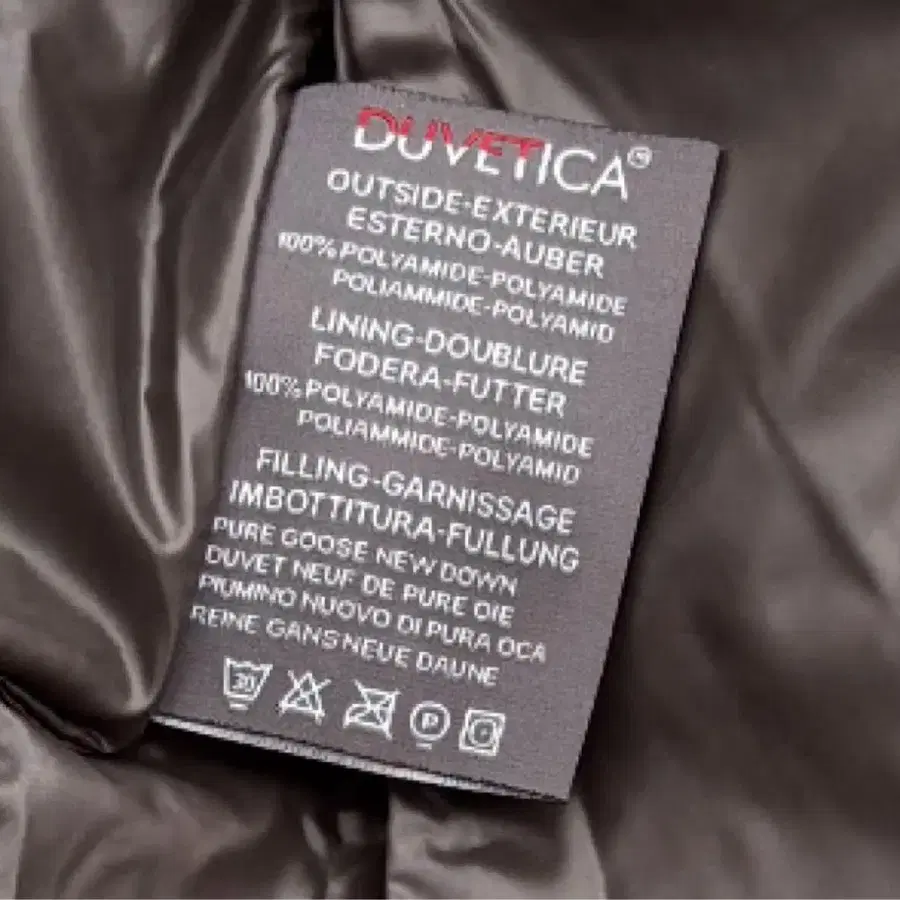 DUVETICA®
OUTSIDE-EXTERIEUR
ESTERNO-AUBER
100% POLYAMIDE-POLYAMIDE
POLIAMMIDE-POLYAMID
LINING-DOUBLURE
FODERA-FUTTER
100% POLYAMIDE-POLYAMIDE
POLIAMMIDE-POLYAMID
FILLING-GARNISSAGE
IMBOTTITURA-FULLUNG
PURE GOOSE NEW DOWN
DUVET NEUF DE PURE OIE
PIUMINO NUOVO DI PURA OCA
REINE GANS NEUE DAUNE
30 P